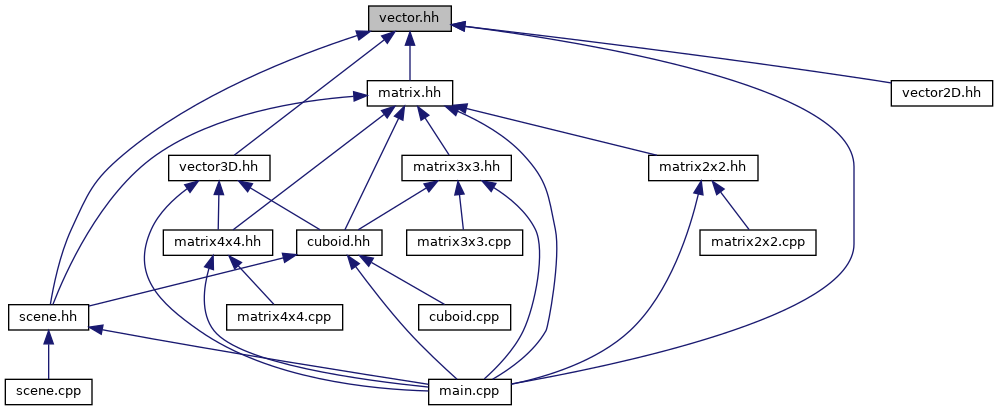 vector.hh
matrix.hh
vector2D.hh
vector3D.hh
matrix3x3.hh
matrix2x2.hh
matrix4x4.hh
cuboid.hh
matrix3x3.cpp
matrix2x2.cpp
scene.hh
matrix4x4.cpp
cuboid.cpp
scene.cpp
main.cpp